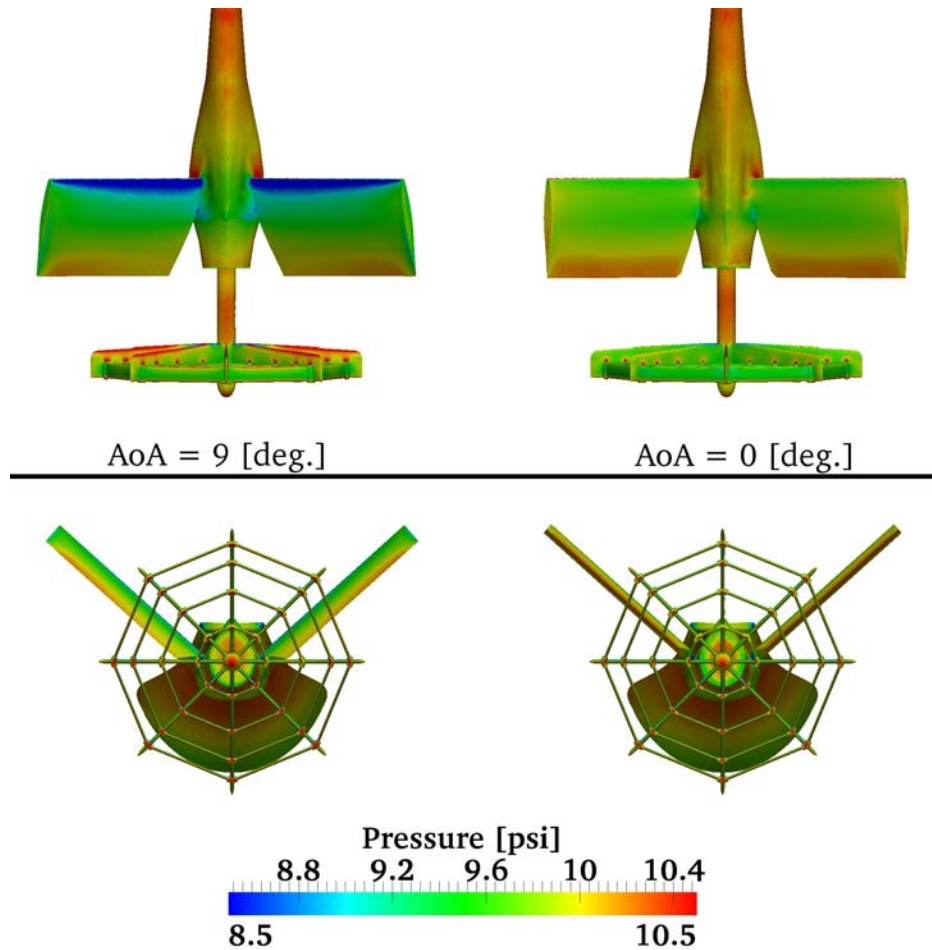 AoA = 9 [deg.] AoA = 0 [deg.]
Pressure [psi]
8.8 9.2 9.6 10 10.4
8.5 10.5